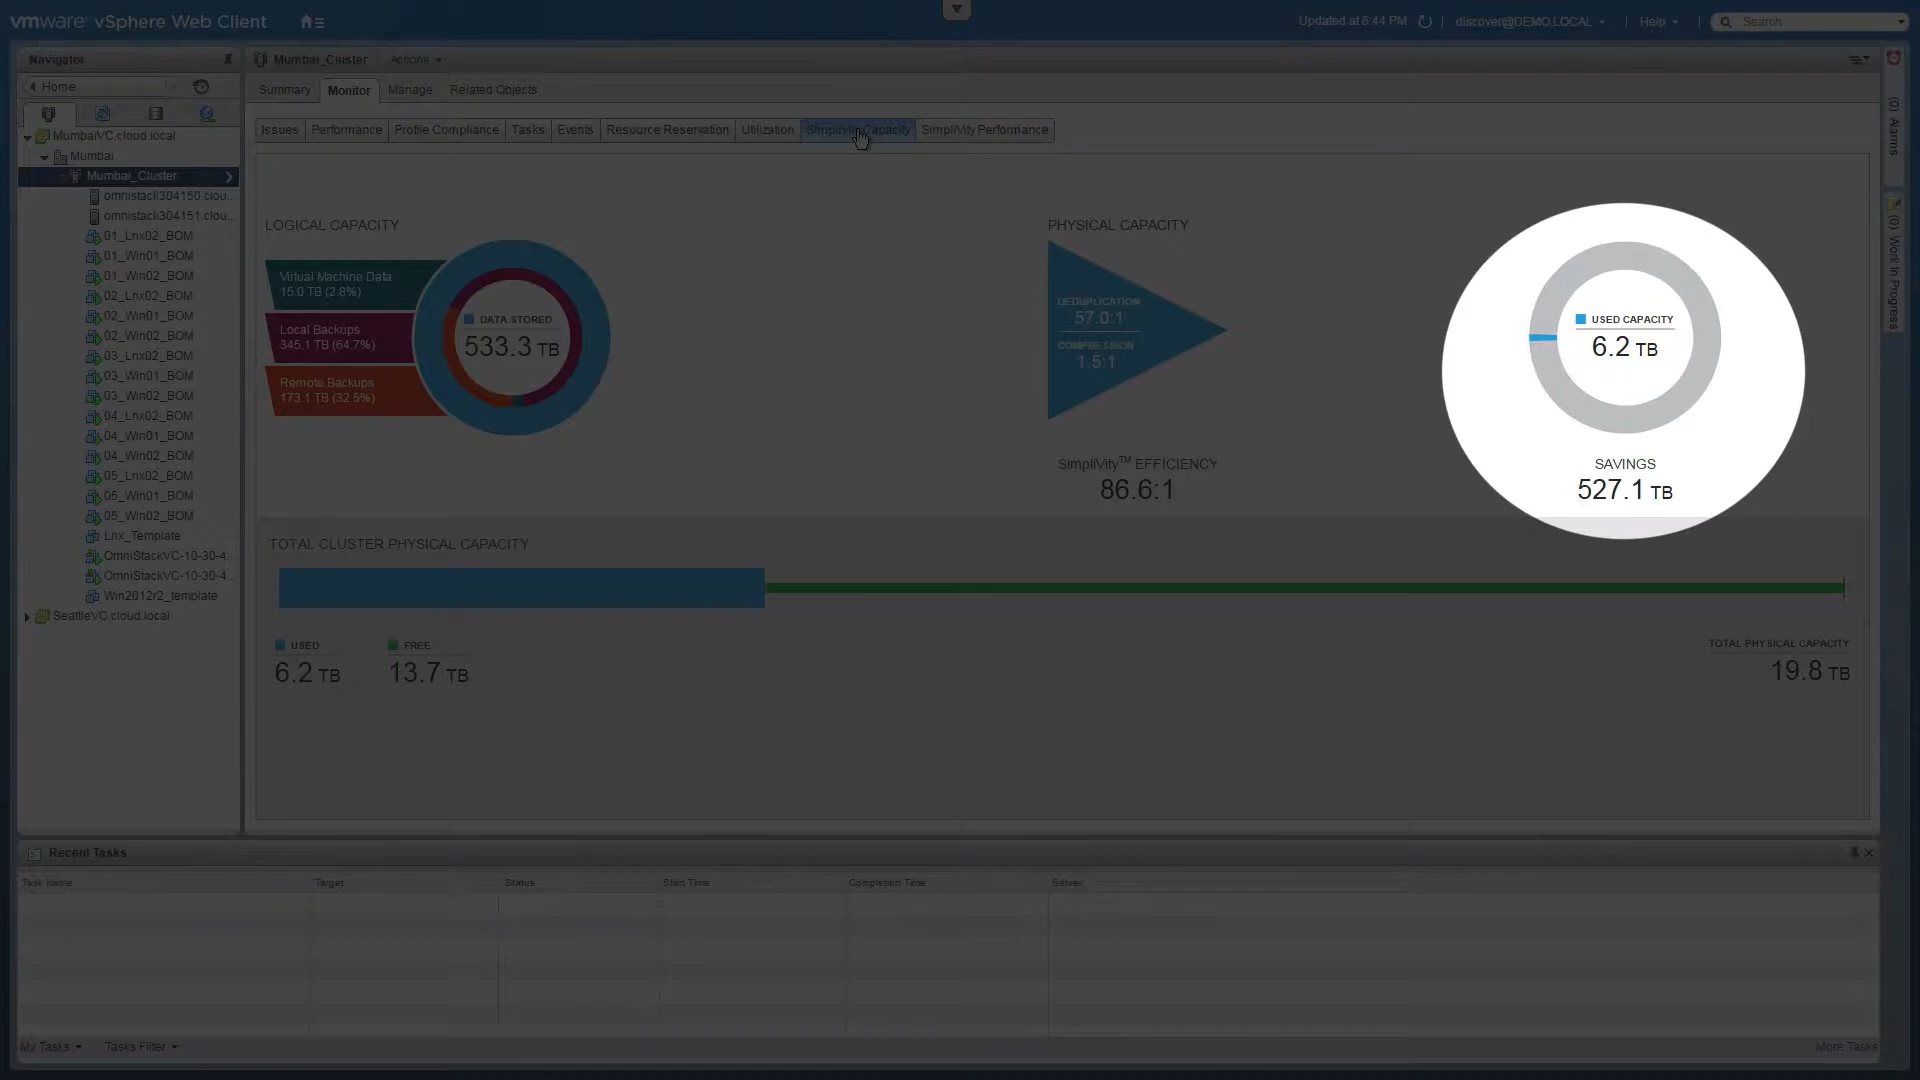 vmware® vSphere Web Client
Updated at 6:44 PM
discover@DEMO.LOCAL
Help
Search
Navigator
Home
MumbaiVC.cloud.local
Mumbai
Mumbai_Cluster
omnistack304150.clou...
omnistack304151.clou...
01_Lnx02_BOM
01_Win01_BOM
01_Win02_BOM
02_Lnx02_BOM
02_Win01_BOM
02_Win02_BOM
03_Lnx02_BOM
03_Win01_BOM
03_Win02_BOM
04_Lnx02_BOM
04_Win01_BOM
04_Win02_BOM
05_Lnx02_BOM
05_Win01_BOM
05_Win02_BOM
Lnx_Template
OmniStackVC-10-30-4...
OmniStackVC-10-30-4...
Win2012r2_template
SeattleVC.cloud.local
Mumbai_Cluster
Actions
Summary
Monitor
Manage
Related Objects
Issues
Performance
Profile Compliance
Tasks
Events
Resource Reservation
Utilization
SimpliVity Capacity
SimpliVity Performance
LOGICAL CAPACITY
Virtual Machine Data
15.0 TB (2.8%)
Local Backups
345.1 TB (64.7%)
Remote Backups
173.1 TB (32.5%)
DATA STORED
533.3 TB
PHYSICAL CAPACITY
DEDUPLICATION
57.0:1
COMPRESSION
1.5:1
SimpliVity™ EFFICIENCY
86.6:1
USED CAPACITY
6.2 TB
SAVINGS
527.1 TB
TOTAL CLUSTER PHYSICAL CAPACITY
USED
6.2 TB
FREE
13.7 TB
TOTAL PHYSICAL CAPACITY
19.8 TB
(0) Alarms
(0) Work In Progress
Recent Tasks
Task Name
Target
Status
Start Time
Completion Time
Server
My Tasks
Tasks Filter
More Tasks